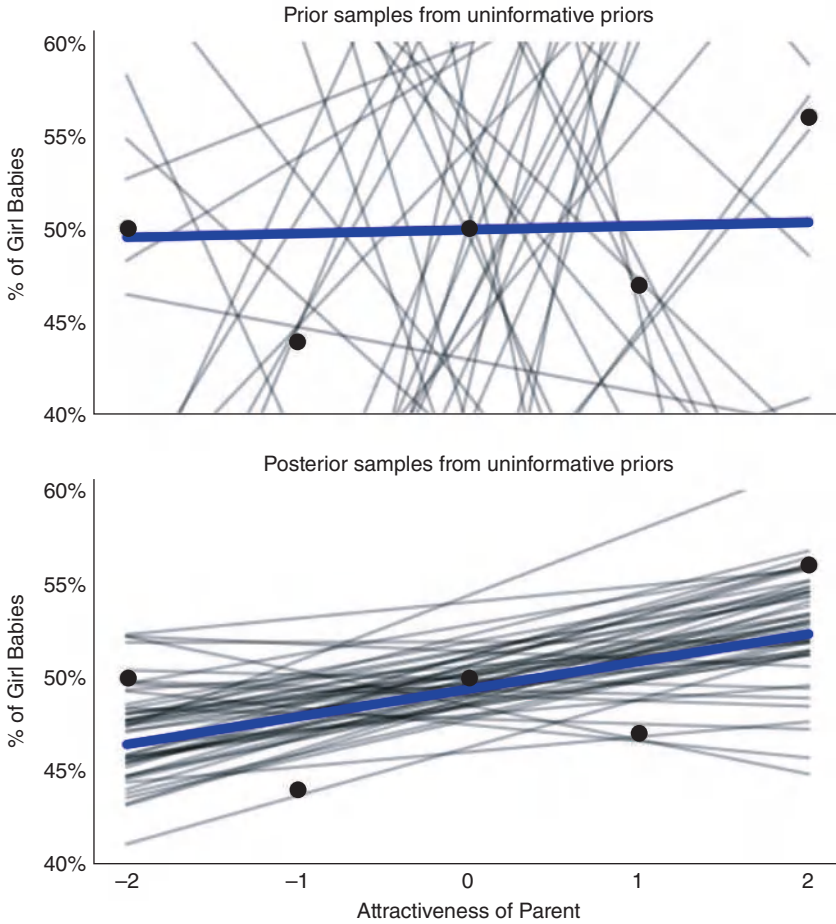 Prior samples from uninformative priors
60%
55%
50%
45%
40%
% of Girl Babies
Posterior samples from uninformative priors
60%
55%
50%
45%
40%
% of Girl Babies
–2 –1 0 1 2
Attractiveness of Parent